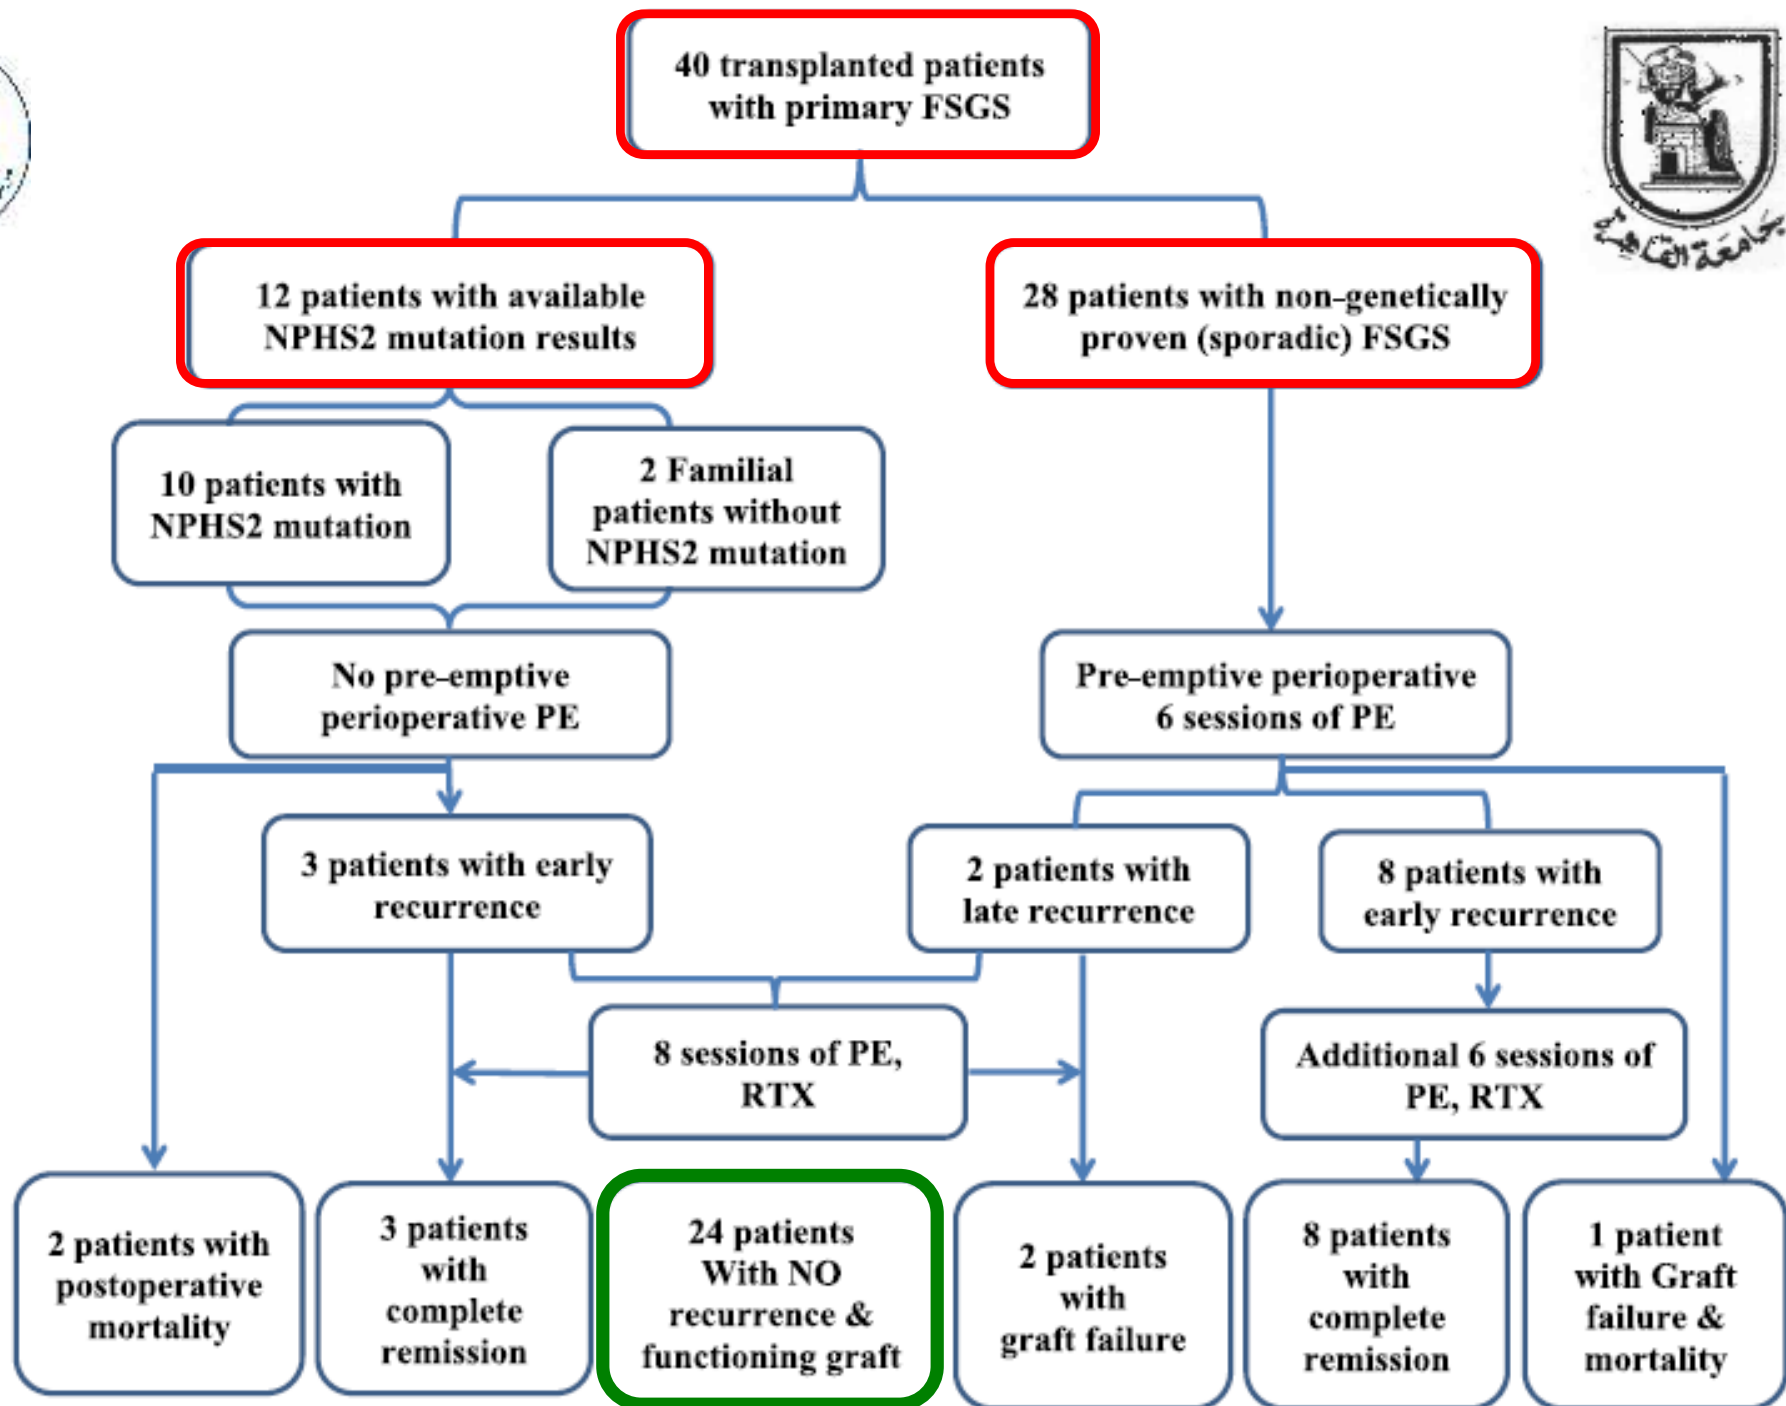 40 transplanted patients
with primary FSGS
جامعة القاهرة
12 patients with available
NPHS2 mutation results
28 patients with non-genetically
proven (sporadic) FSGS
10 patients with
NPHS2 mutation
2 Familial
patients without
NPHS2 mutation
No pre-emptive
perioperative PE
Pre-emptive perioperative
6 sessions of PE
3 patients with early
recurrence
2 patients with
late recurrence
8 patients with
early recurrence
8 sessions of PE,
RTX
Additional 6 sessions of
PE, RTX
2 patients with
postoperative
mortality
3 patients
with
complete
remission
24 patients
With NO
recurrence &
functioning graft
2 patients
with
graft failure
8 patients
with
complete
remission
1 patient
with Graft
failure &
mortality